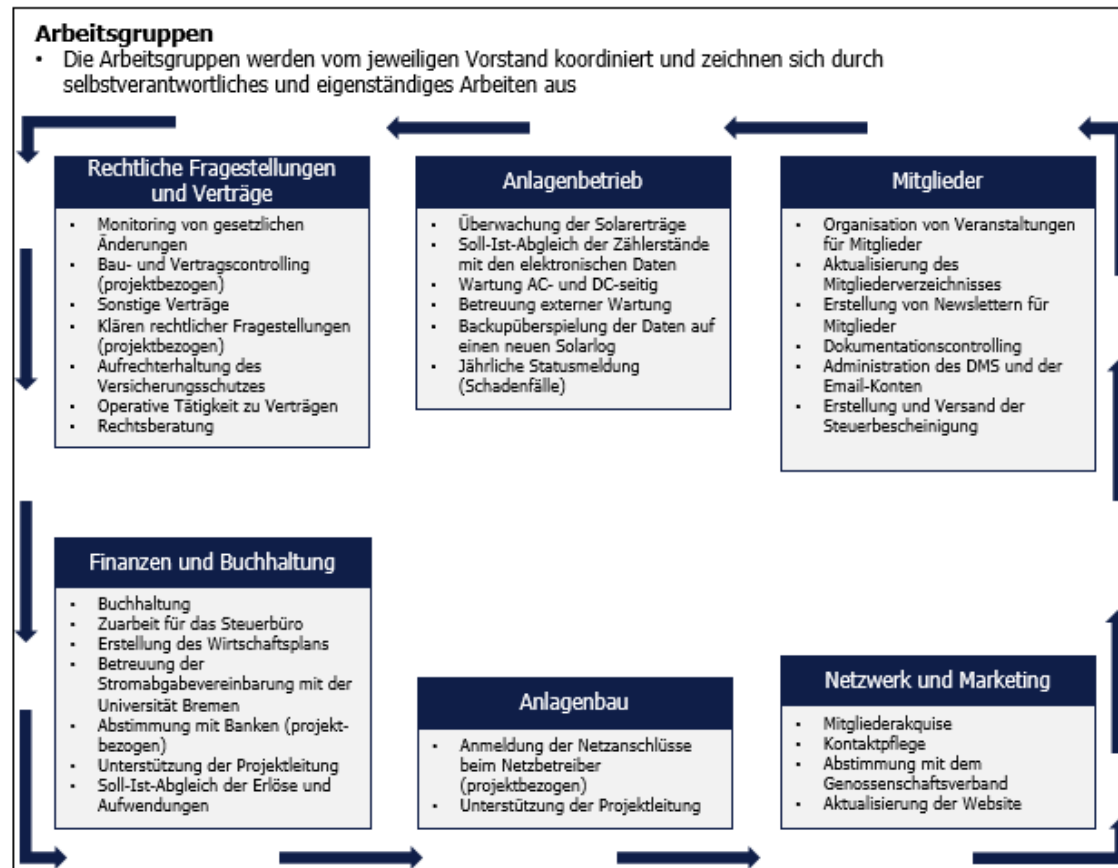 Arbeitsgruppen
• Die Arbeitsgruppen werden vom jeweiligen Vorstand koordiniert und zeichnen sich durch
selbstverantwortliches und eigenständiges Arbeiten aus
Rechtliche Fragestellungen
und Verträge
▪ Monitoring von gesetzlichen
Änderungen
▪ Bau- und Vertragscontrolling
(projektbezogen)
▪ Sonstige Verträge
▪ Klären rechtlicher Fragestellungen
(projektbezogen)
▪ Aufrechterhaltung des
Versicherungsschutzes
▪ Operative Tätigkeit zu Verträgen
▪ Rechtsberatung
Anlagenbetrieb
▪ Überwachung der Solarerträge
▪ Soll-Ist-Abgleich der Zählerstände
mit den elektronischen Daten
▪ Wartung AC- und DC-seitig
▪ Betreuung externer Wartung
▪ Backupüberspielung der Daten auf
einen neuen Solarlog
▪ Jährliche Statusmeldung
(Schadenfälle)
Mitglieder
▪ Organisation von Veranstaltungen
für Mitglieder
▪ Aktualisierung des
Mitgliederverzeichnisses
▪ Erstellung von Newslettern für
Mitglieder
▪ Dokumentationscontrolling
▪ Administration des DMS und der
Email-Konten
▪ Erstellung und Versand der
Steuerbescheinigung
Finanzen und Buchhaltung
▪ Buchhaltung
▪ Zuarbeit für das Steuerbüro
▪ Erstellung des Wirtschaftsplans
▪ Betreuung der
Stromabgabevereinbarung mit der
Universität Bremen
▪ Abstimmung mit Banken (projekt-
bezogen)
▪ Unterstützung der Projektleitung
▪ Soll-Ist-Abgleich der Erlöse und
Aufwendungen
Anlagenbau
▪ Anmeldung der Netzanschlüsse
beim Netzbetreiber
(projektbezogen)
▪ Unterstützung der Projektleitung
Netzwerk und Marketing
▪ Mitgliederakquise
▪ Kontaktpflege
▪ Abstimmung mit dem
Genossenschaftsverband
▪ Aktualisierung der Website